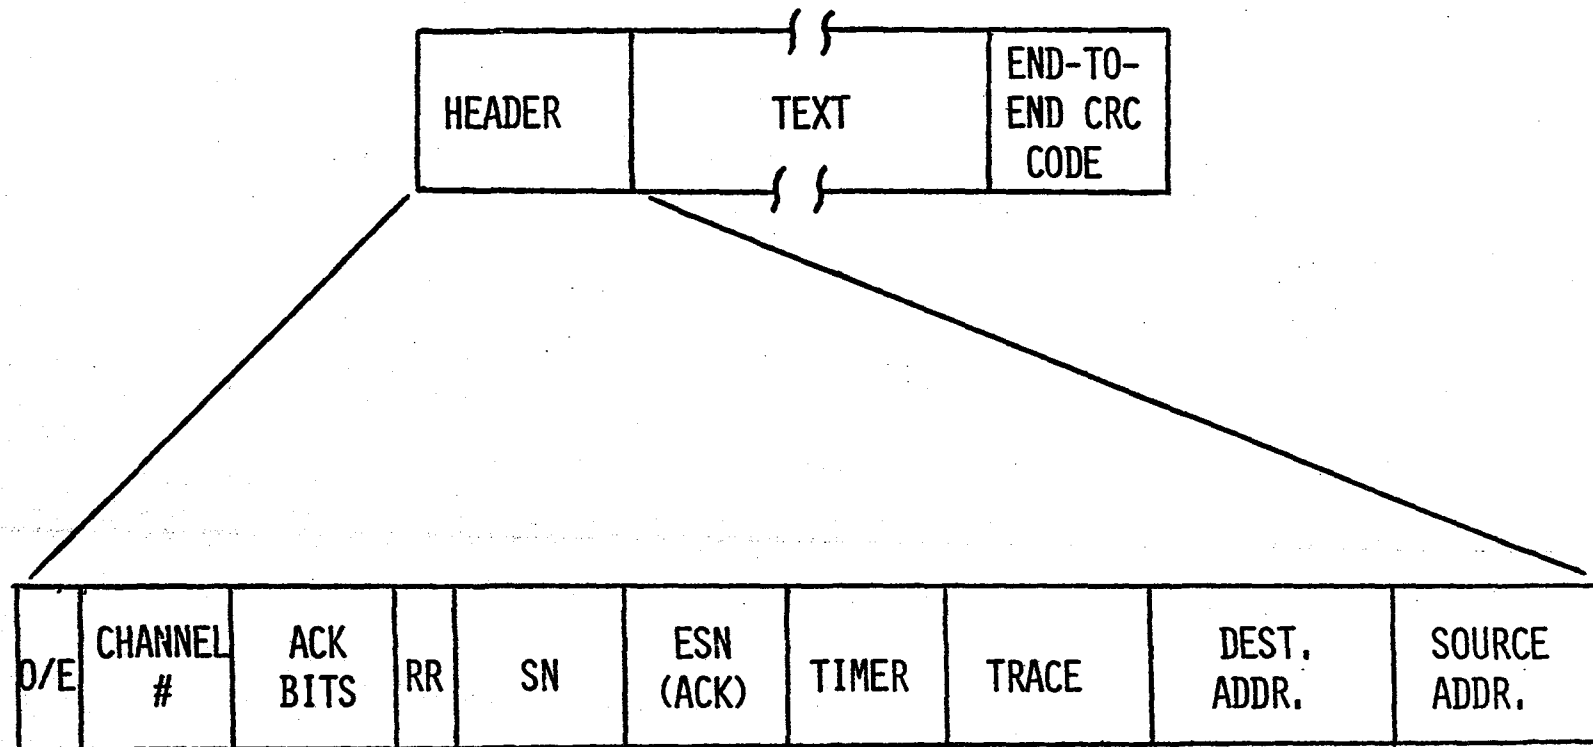 HEADER
TEXT
END-TO-
END CRC
CODE
O/E
CHANNEL
#
ACK
BITS
RR
SN
ESN
(ACK)
TIMER
TRACE
DEST.
ADDR.
SOURCE
ADDR.